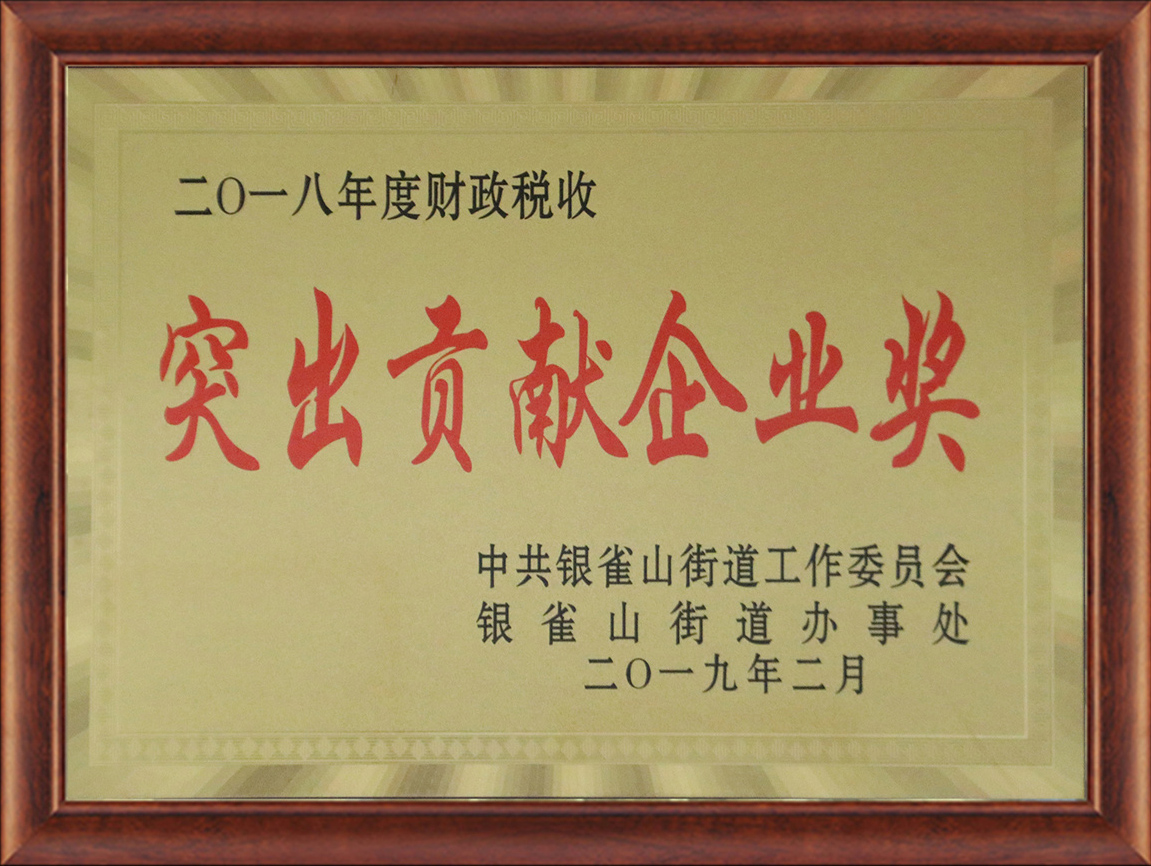 二〇一八年度财政税收
突出贡献企业奖
中共银雀山街道工作委员会
银雀山街道办事处
二〇一九年二月